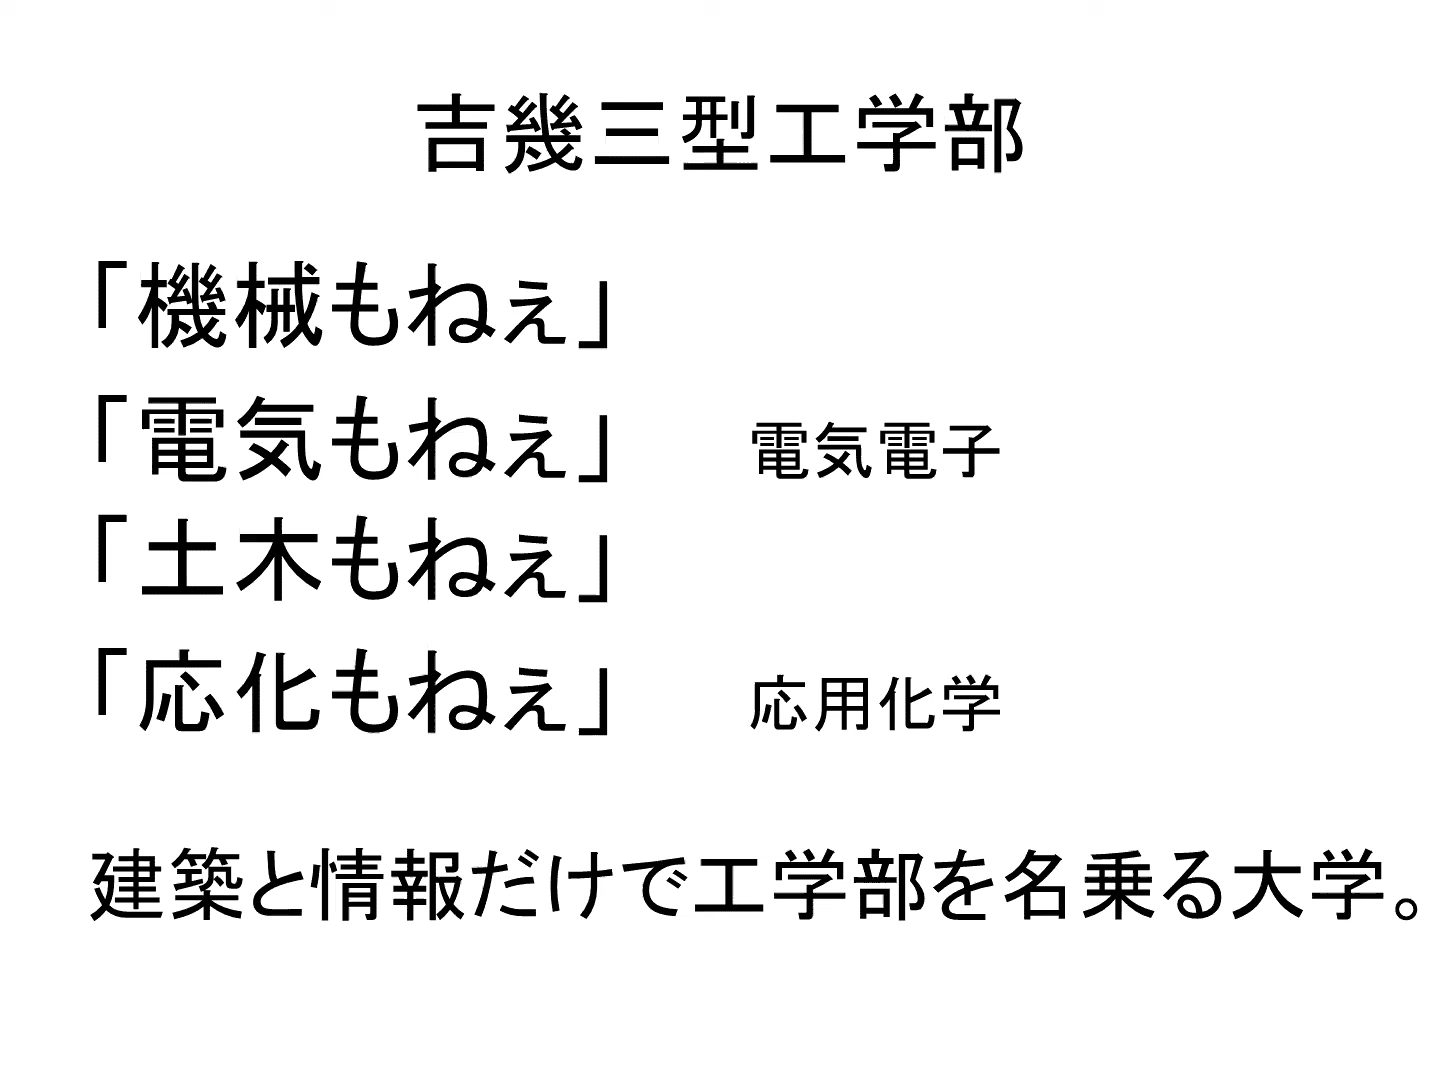 吉幾三型工学部
「機械もねぇ」
「電気もねぇ」 電気電子
「土木もねぇ」
「応化もねぇ」 応用化学
建築と情報だけで工学部を名乗る大学。